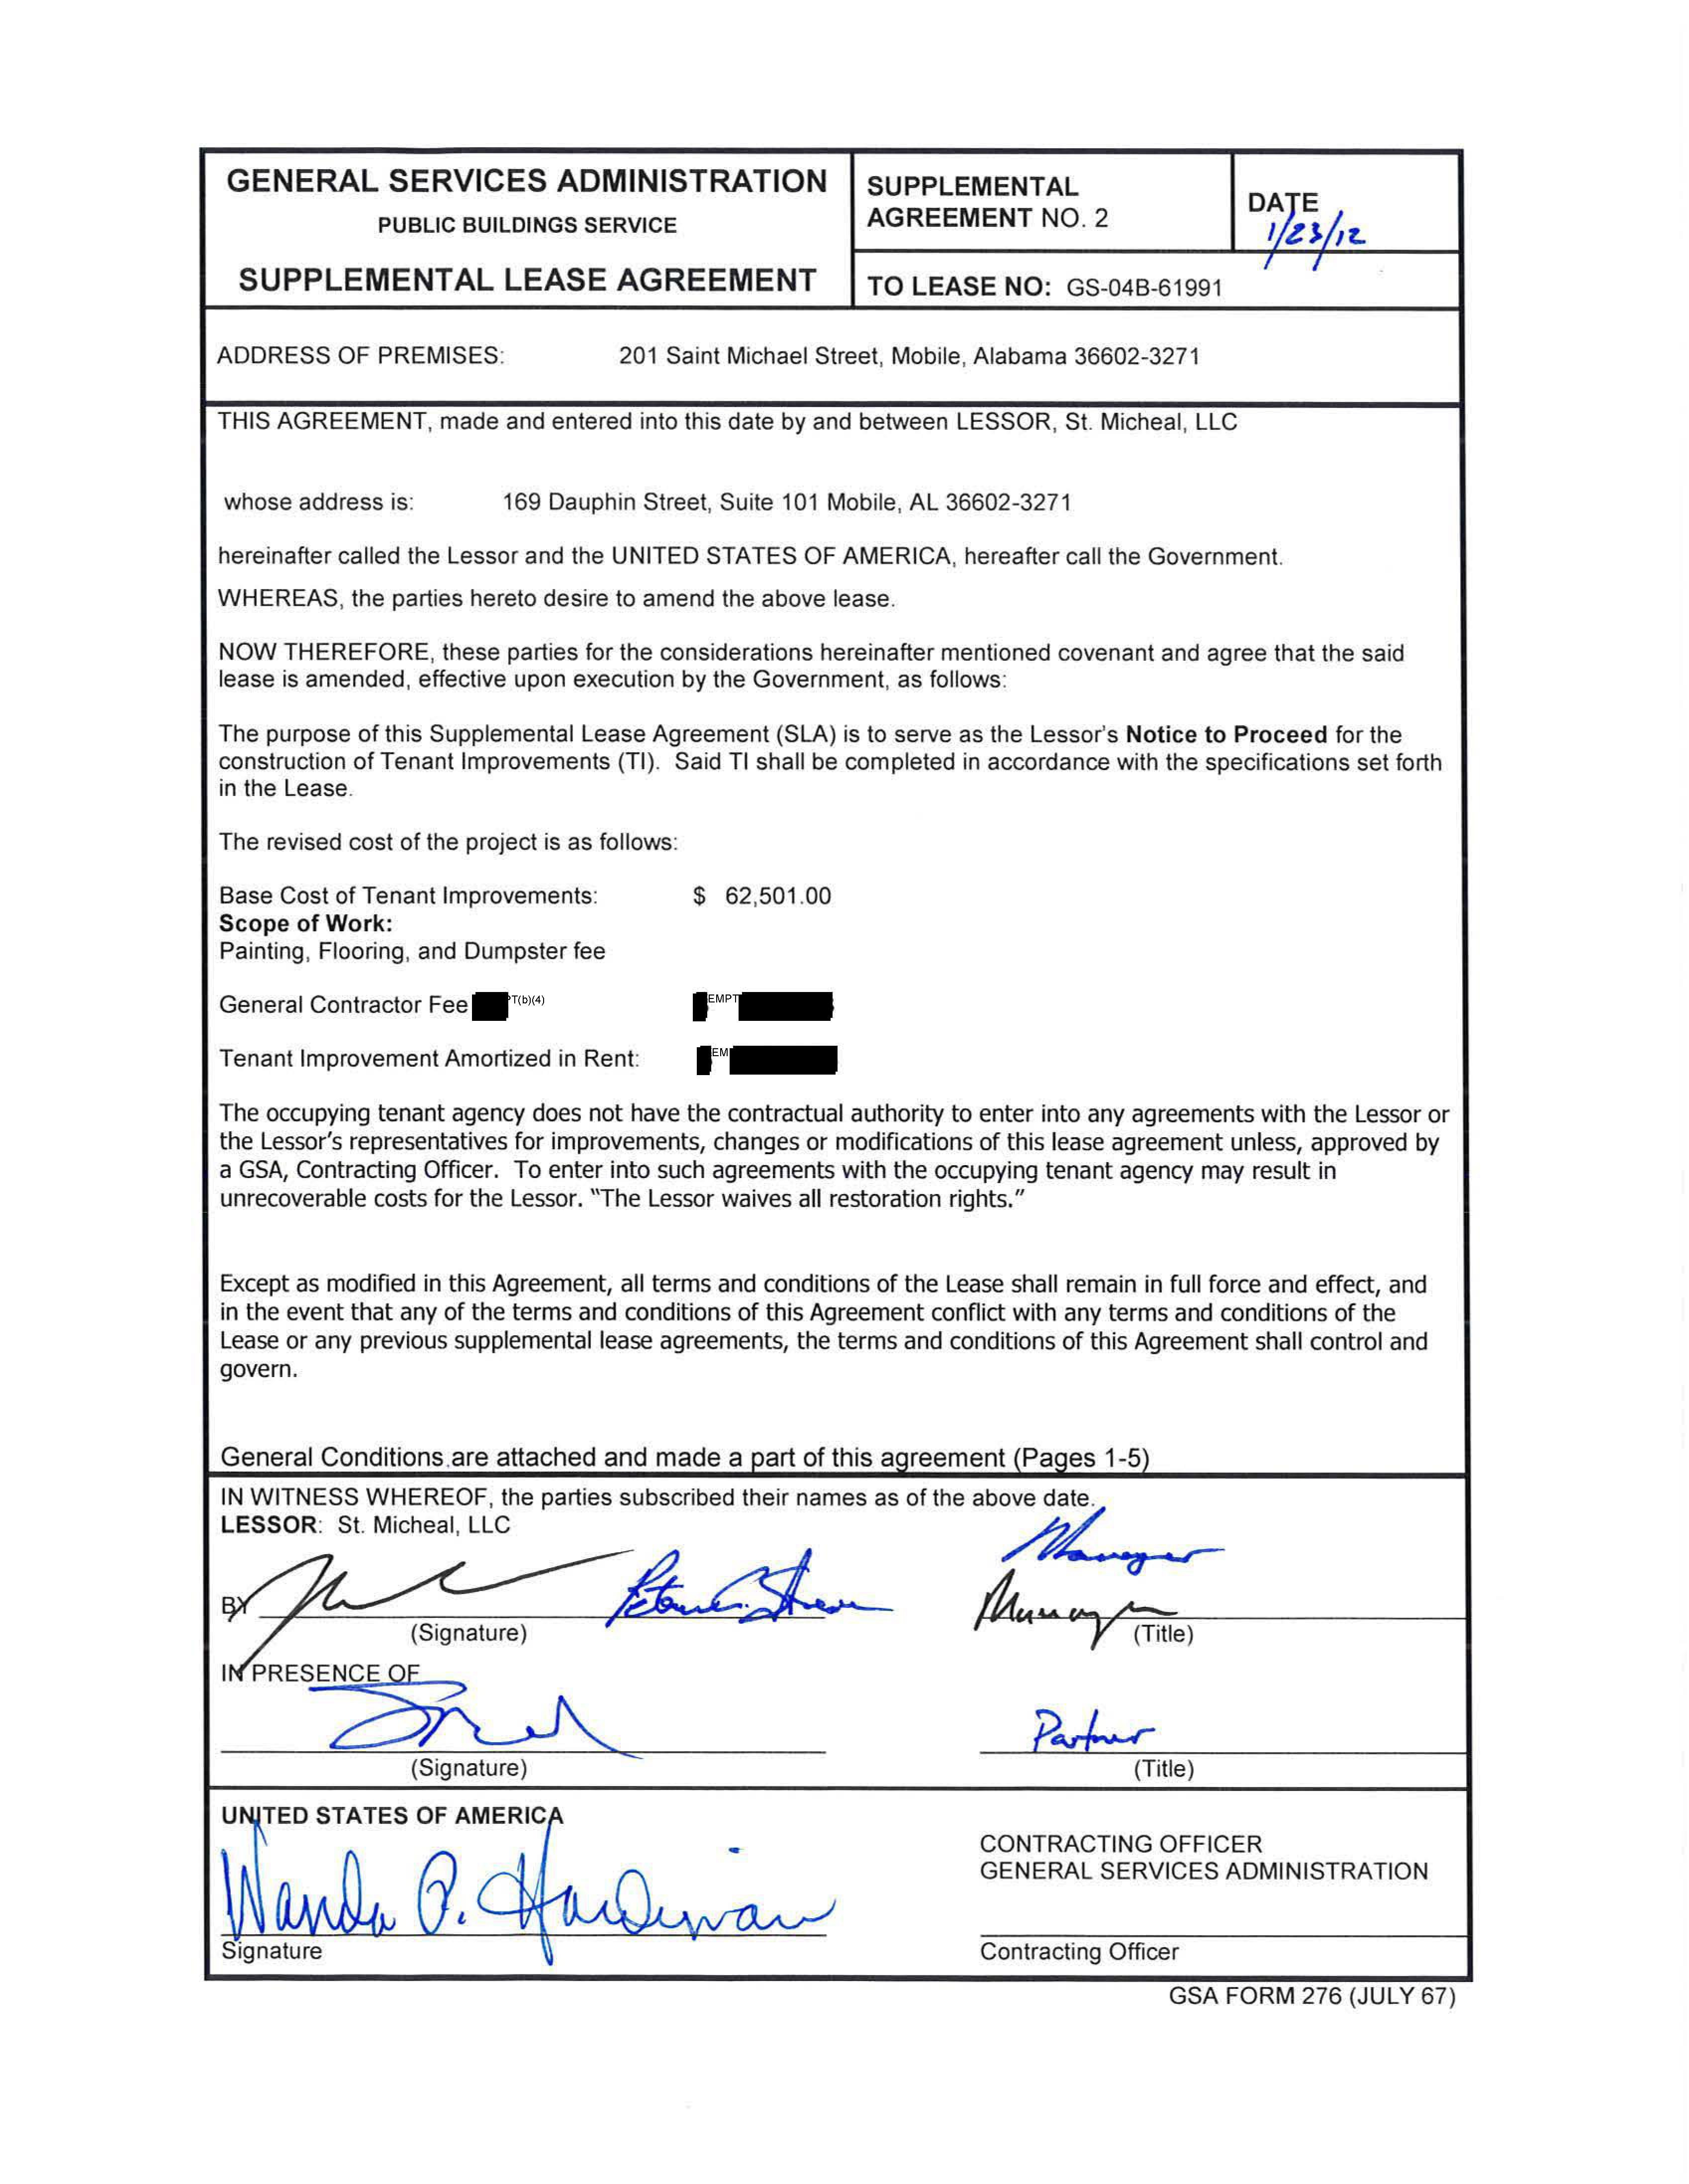 GENERAL SERVICES ADMINISTRATION
PUBLIC BUILDINGS SERVICE
SUPPLEMENTAL LEASE AGREEMENT
SUPPLEMENTAL
AGREEMENT NO. 2
DATE
1/23/12
TO LEASE NO: GS-04B-61991
ADDRESS OF PREMISES: 201 Saint Michael Street, Mobile, Alabama 36602-3271
THIS AGREEMENT, made and entered into this date by and between LESSOR, St. Micheal, LLC
whose address is: 169 Dauphin Street, Suite 101 Mobile, AL 36602-3271
hereinafter called the Lessor and the UNITED STATES OF AMERICA, hereafter call the Government.
WHEREAS, the parties hereto desire to amend the above lease.
NOW THEREFORE, these parties for the considerations hereinafter mentioned covenant and agree that the said
lease is amended, effective upon execution by the Government, as follows:
The purpose of this Supplemental Lease Agreement (SLA) is to serve as the Lessor's Notice to Proceed for the
construction of Tenant Improvements (TI). Said TI shall be completed in accordance with the specifications set forth
in the Lease.
The revised cost of the project is as follows:
Base Cost of Tenant Improvements: $ 62,501.00
Scope of Work:
Painting, Flooring, and Dumpster fee
General Contractor Fee T(b)(4) EMPT
Tenant Improvement Amortized in Rent: EM
The occupying tenant agency does not have the contractual authority to enter into any agreements with the Lessor or
the Lessor's representatives for improvements, changes or modifications of this lease agreement unless, approved by
a GSA, Contracting Officer. To enter into such agreements with the occupying tenant agency may result in
unrecoverable costs for the Lessor. "The Lessor waives all restoration rights."
Except as modified in this Agreement, all terms and conditions of the Lease shall remain in full force and effect, and
in the event that any of the terms and conditions of this Agreement conflict with any terms and conditions of the
Lease or any previous supplemental lease agreements, the terms and conditions of this Agreement shall control and
govern.
General Conditions are attached and made a part of this agreement (Pages 1-5)
IN WITNESS WHEREOF, the parties subscribed their names as of the above date.
LESSOR: St. Micheal, LLC
Manager
BY Manager
(Signature) (Title)
IN PRESENCE OF
Partner
(Signature) (Title)
UNITED STATES OF AMERICA
CONTRACTING OFFICER
GENERAL SERVICES ADMINISTRATION
Wanda P. Hardiman
Signature Contracting Officer
GSA FORM 276 (JULY 67)